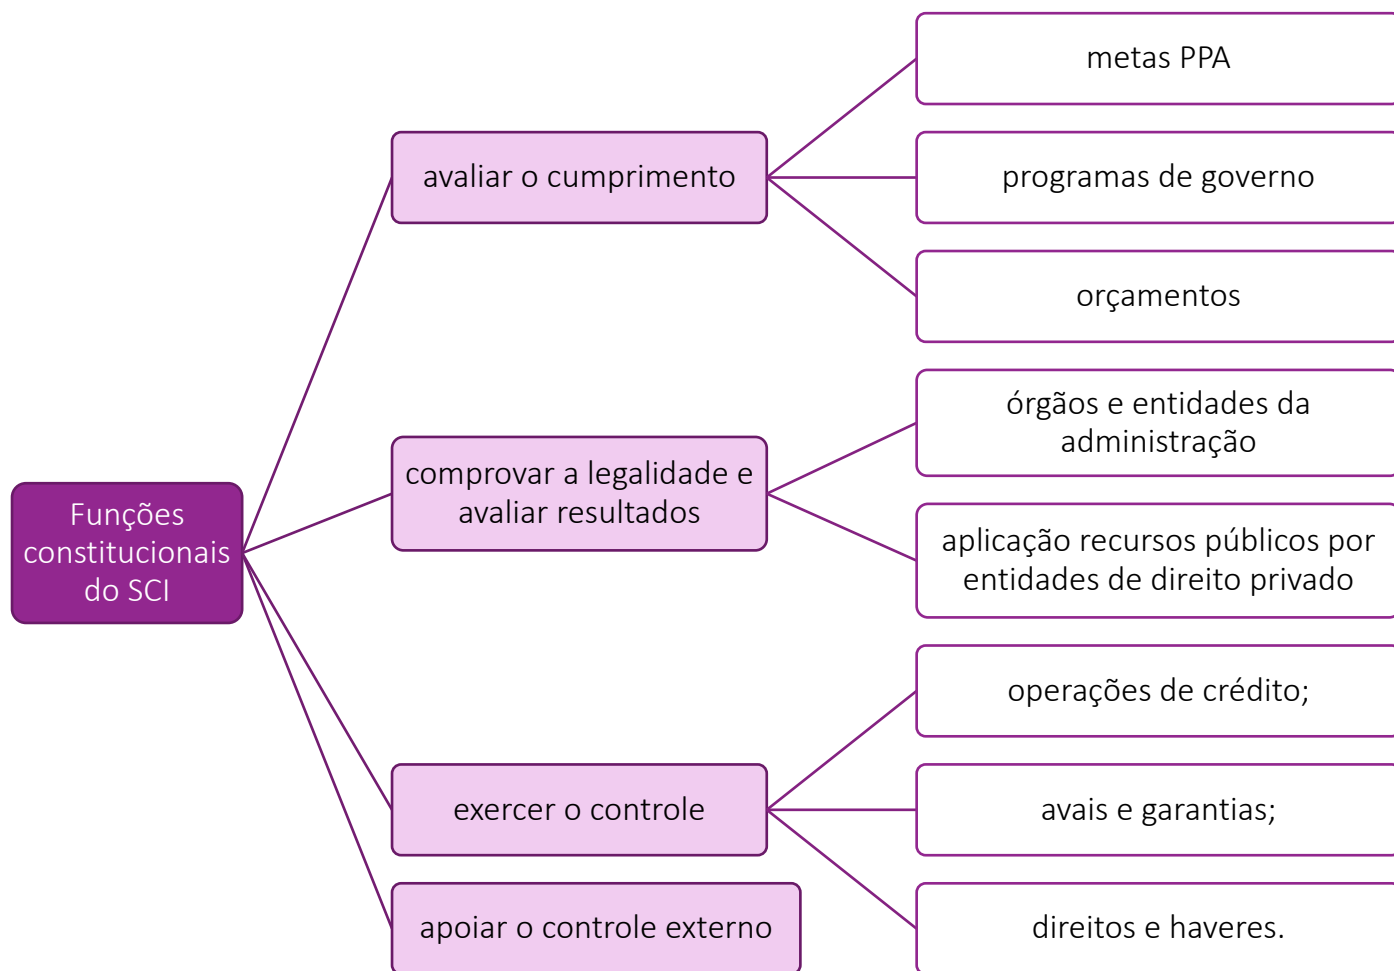 Funções
constitucionais
do SCI
avaliar o cumprimento
metas PPA
programas de governo
orçamentos
comprovar a legalidade e
avaliar resultados
órgãos e entidades da
administração
aplicação recursos públicos por
entidades de direito privado
exercer o controle
operações de crédito;
avais e garantias;
direitos e haveres.
apoiar o controle externo